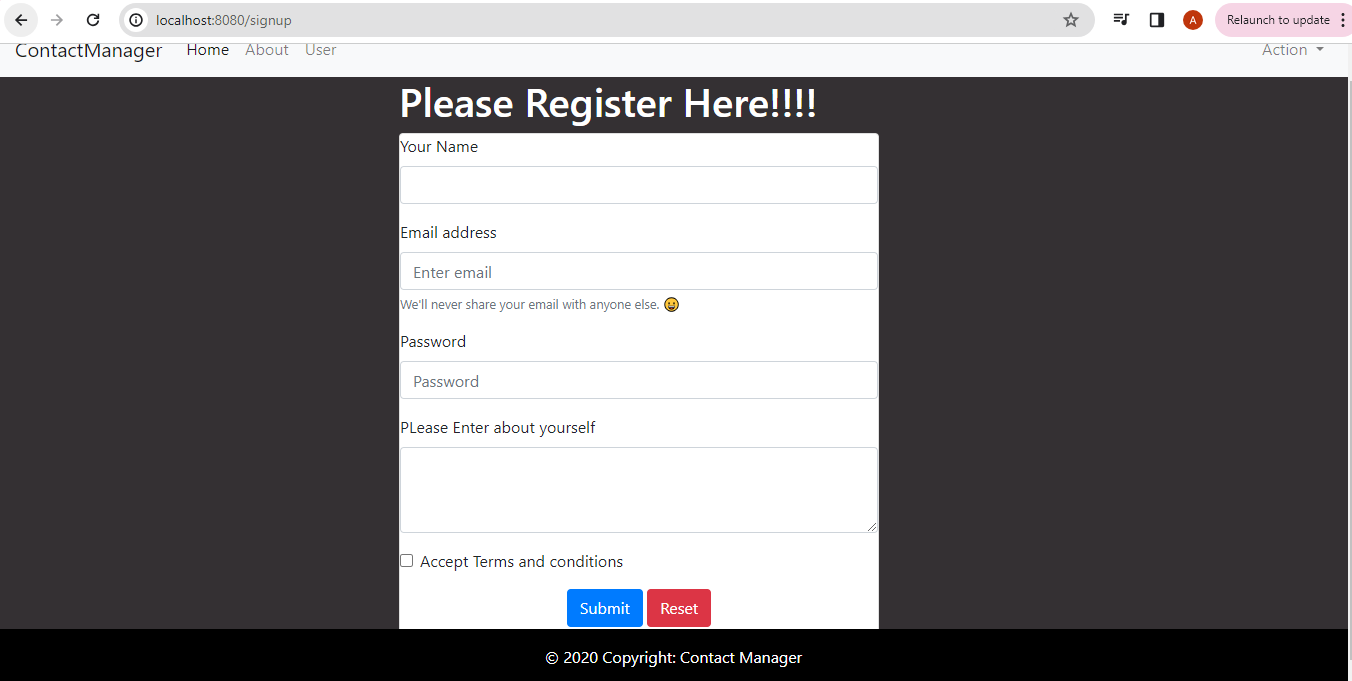 localhost:8080/signup
A
Relaunch to update
ContactManager Home About User Action
Please Register Here!!!!
Your Name
Email address
Enter email
We'll never share your email with anyone else. 😀
Password
Password
PLease Enter about yourself
Accept Terms and conditions
Submit Reset
© 2020 Copyright: Contact Manager